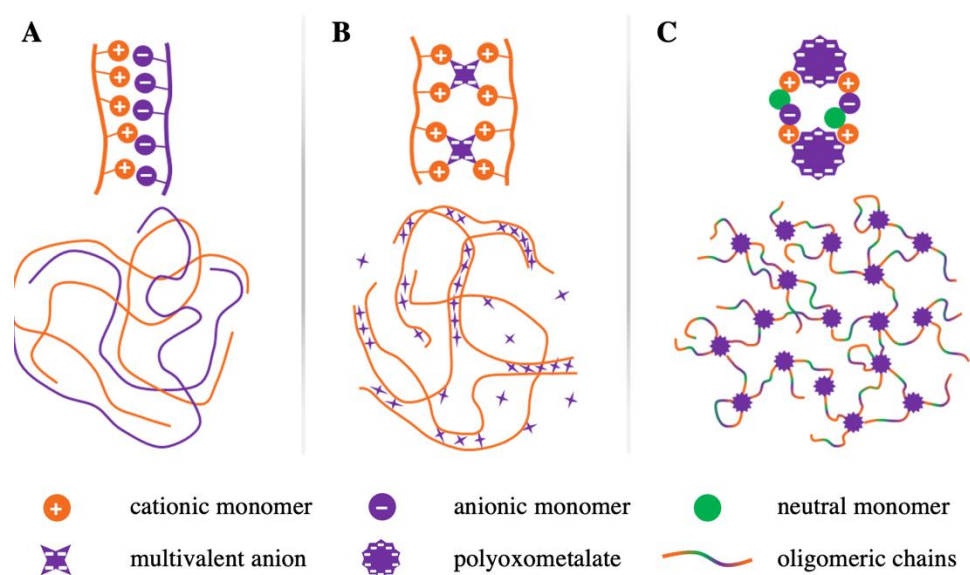 A B C
cationic monomer anionic monomer neutral monomer
multivalent anion polyoxometalate oligomeric chains